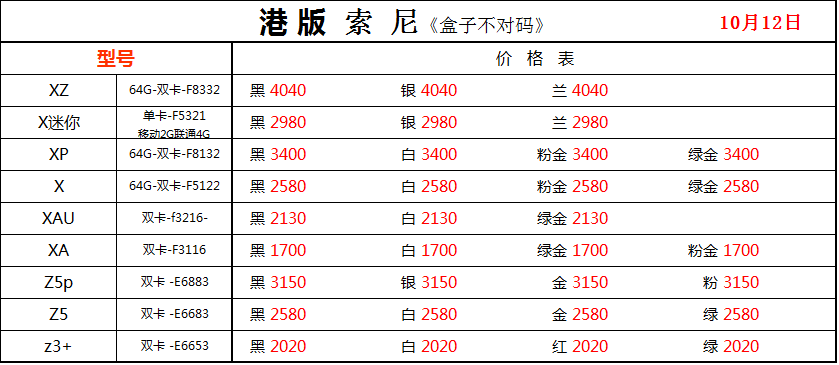 港版 索 尼《盒子不对码》 10月12日
型号 价 格 表
XZ 64G-双卡-F8332 黑 4040 银 4040 兰 4040
X迷你 单卡-F5321 移动2G联通4G 黑 2980 银 2980 兰 2980
XP 64G-双卡-F8132 黑 3400 白 3400 粉金 3400 绿金 3400
X 64G-双卡-F5122 黑 2580 白 2580 粉金 2580 绿金 2580
XAU 双卡-f3216- 黑 2130 白 2130 绿金 2130
XA 双卡-F3116 黑 1700 白 1700 绿金 1700 粉金 1700
Z5p 双卡 -E6883 黑 3150 银 3150 金 3150 粉 3150
Z5 双卡 -E6683 黑 2580 白 2580 金 2580 绿 2580
z3+ 双卡 -E6653 黑 2020 白 2020 红 2020 绿 2020